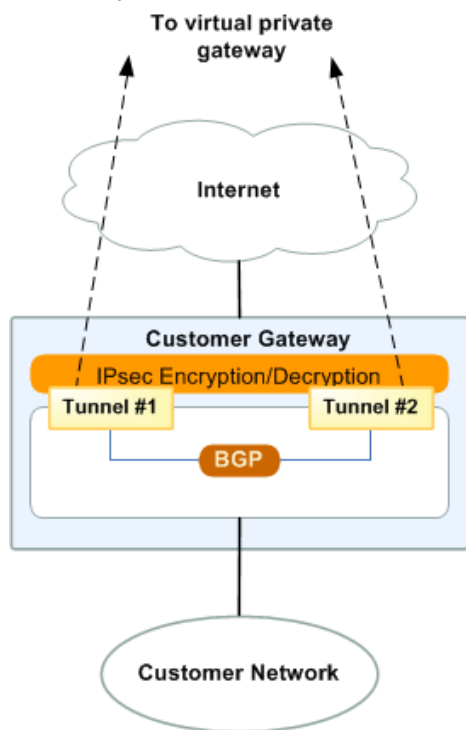 To virtual private
gateway
Internet
Customer Gateway
IPsec Encryption/Decryption
Tunnel #1
Tunnel #2
BGP
Customer Network